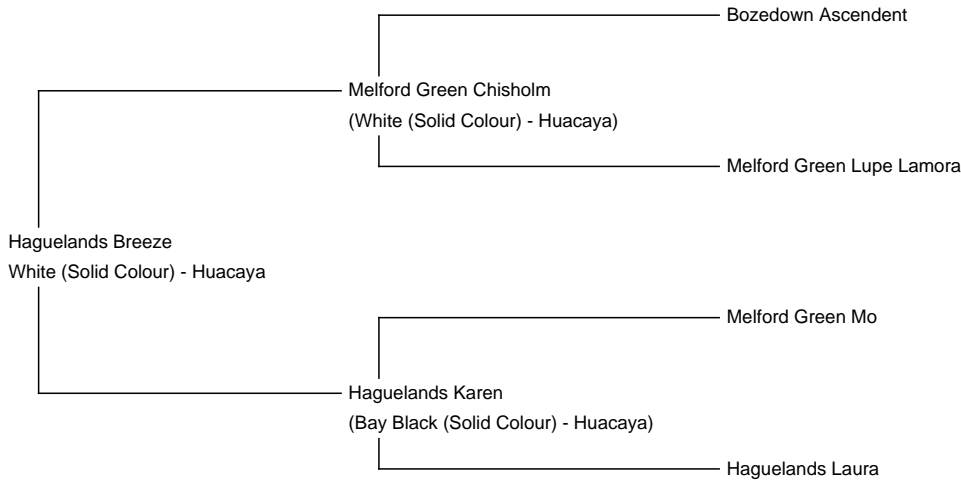 Bozedown Ascendent
Melford Green Chisholm
(White (Solid Colour) - Huacaya)
Melford Green Lupe Lamora
Haguelands Breeze
White (Solid Colour) - Huacaya
Melford Green Mo
Haguelands Karen
(Bay Black (Solid Colour) - Huacaya)
Haguelands Laura